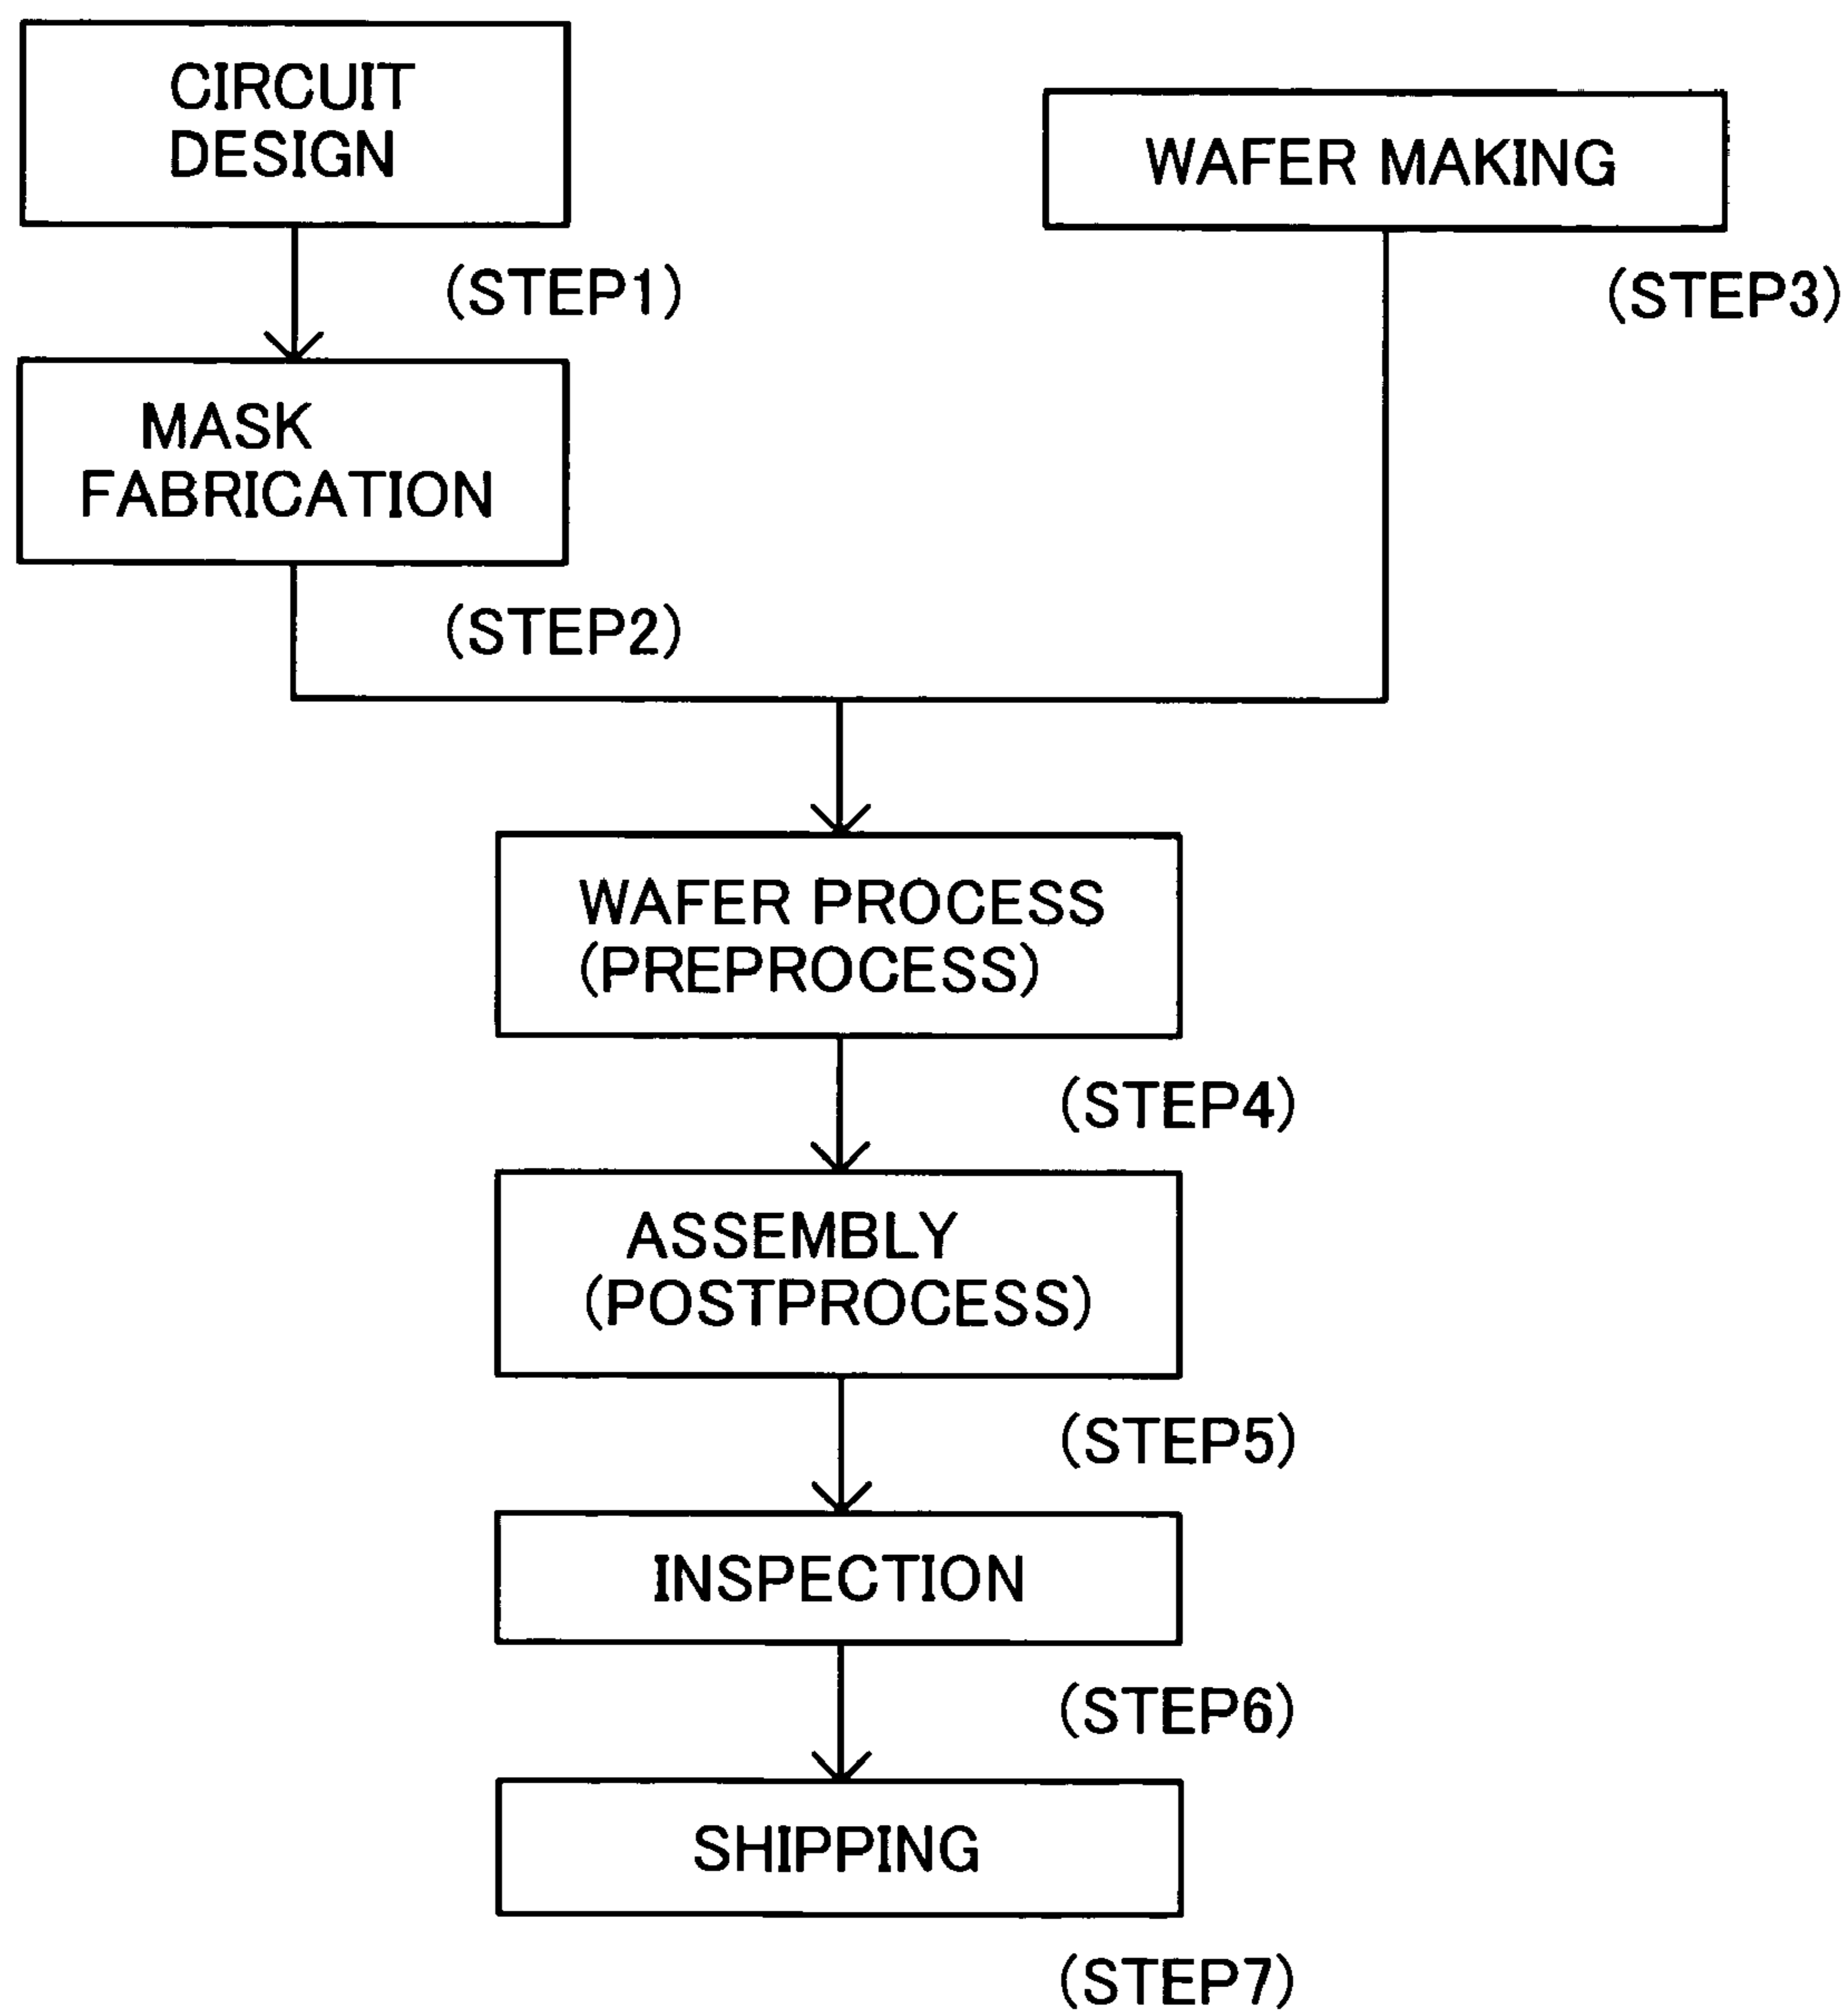 CIRCUIT
DESIGN
(STEP1)
MASK
FABRICATION
(STEP2)
WAFER MAKING
(STEP3)
WAFER PROCESS
(PREPROCESS)
(STEP4)
ASSEMBLY
(POSTPROCESS)
(STEP5)
INSPECTION
(STEP6)
SHIPPING
(STEP7)